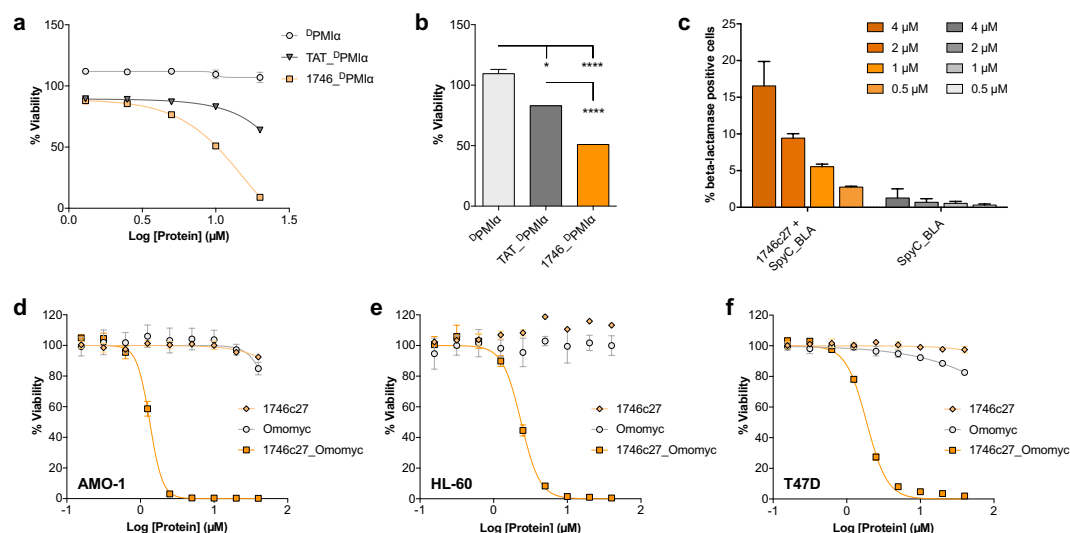 a
% Viability
150
100
50
0
0.0
0.5
1.0
1.5
Log [Protein] (µM)
ᴰPMIα
TAT_ᴰPMIα
1746_ᴰPMIα
b
% Viability
150
100
50
0
*
****
****
ᴰPMIα
TAT_ᴰPMIα
1746_ᴰPMIα
c
% beta-lactamase positive cells
25
20
15
10
5
0
4 µM
2 µM
1 µM
0.5 µM
4 µM
2 µM
1 µM
0.5 µM
1746c27 +
SpyC_BLA
SpyC_BLA
d
% Viability
120
100
80
60
40
20
0
-1
0
1
2
Log [Protein] (µM)
1746c27
Omomyc
1746c27_Omomyc
AMO-1
e
% Viability
120
100
80
60
40
20
0
-1
0
1
2
Log [Protein] (µM)
1746c27
Omomyc
1746c27_Omomyc
HL-60
f
% Viability
120
100
80
60
40
20
0
-1
0
1
2
Log [Protein] (µM)
1746c27
Omomyc
1746c27_Omomyc
T47D